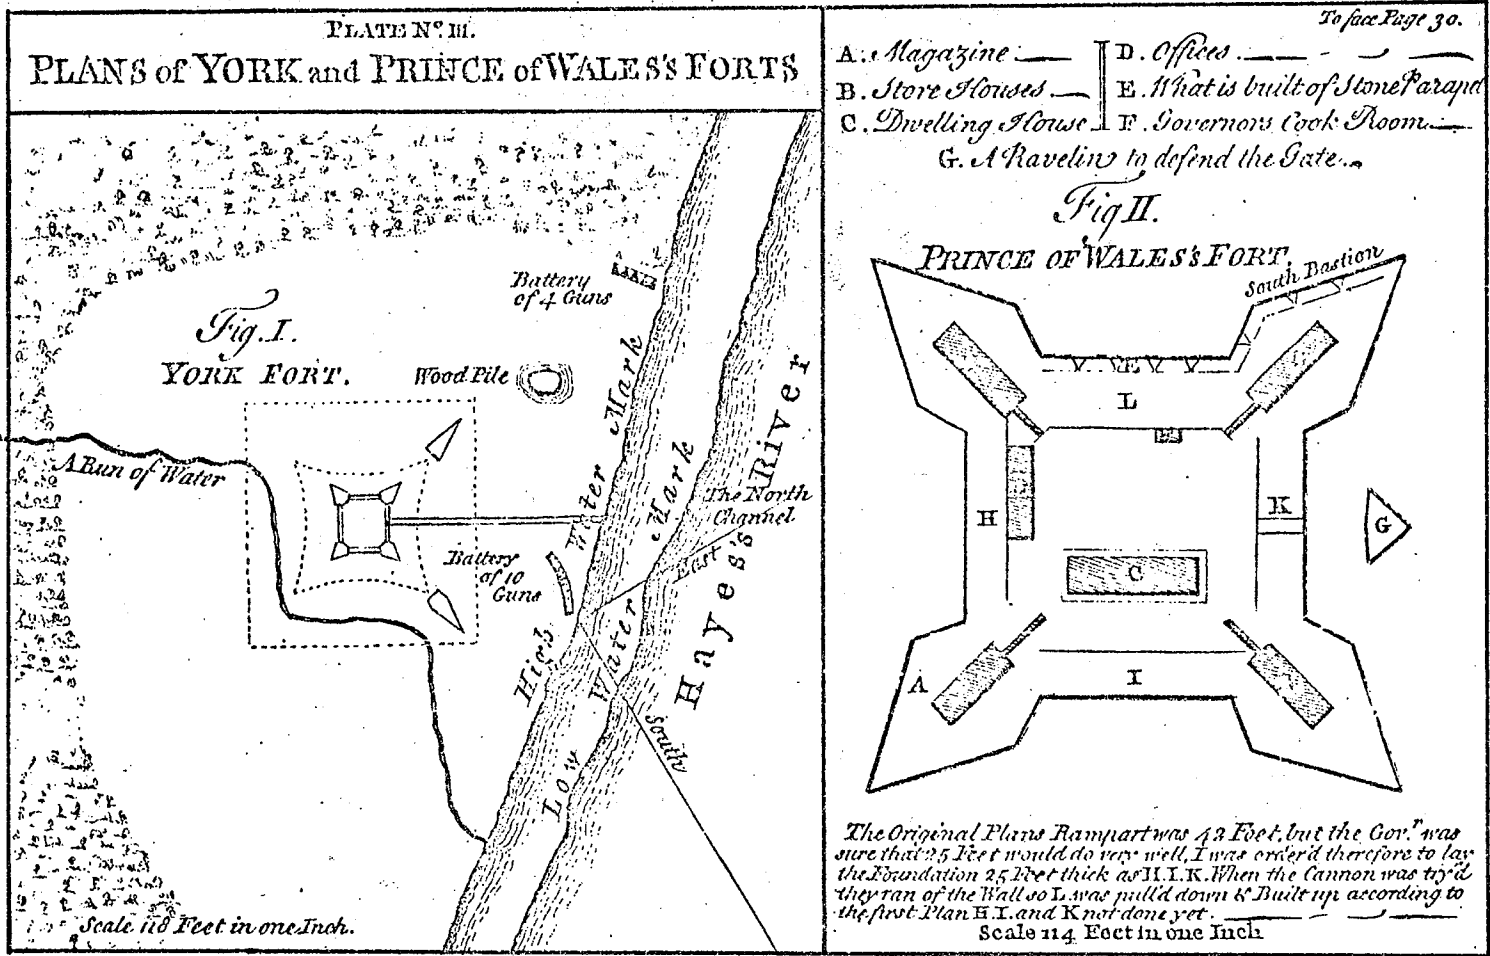 PLATE Nº. III.
PLANS of YORK and PRINCE of WALES's FORTS
Fig. I.
YORK FORT.
Battery
of 4 Guns
Wood Pile
A Run of Water
Battery
of 10
Guns
High Water Mark
Low Water Mark
The North
Channel
East
South
Hayes's River
Scale 118 Feet in one Inch.
To face Page 30.
A. Magazine
B. Store Houses
C. Dwelling House
D. Offices
E. What is built of Stone Parapet
F. Governors Cook Room
G. A Ravelin to defend the Gate
Fig II.
PRINCE OF WALES's FORT.
South Bastion
E
L
H
K
G
C
A
I
The Original Plans Rampart was 42 Feet, but the Gov.r was
sure that 25 Feet would do very well, I was order'd therefore to lay
the Foundation 25 Feet thick as H.I.K. When the Cannon was try'd
they ran of the Wall so L was pull'd down & Built up according to
the first Plan H I. and K not done yet.
Scale 114 Feet in one Inch